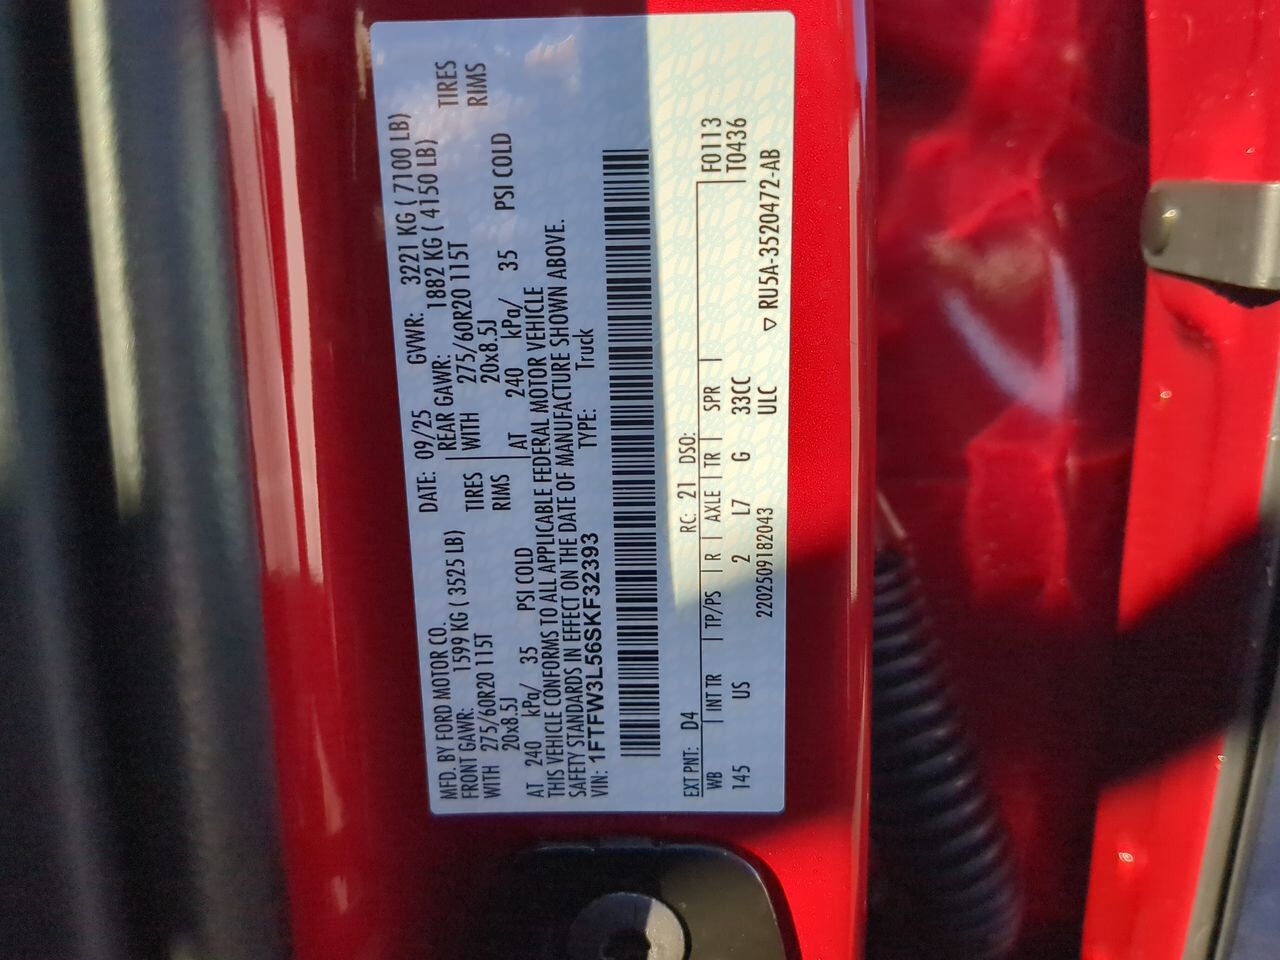 MFD. BY FORD MOTOR CO.
DATE: 09/25 GVWR: 3221 KG ( 7100 LB)
FRONT GAWR: 1599 KG ( 3525 LB)
REAR GAWR: 1882 KG ( 4150 LB)
WITH 275/60R20 115T TIRES
WITH 275/60R20 115T TIRES
20x8.5J RIMS
20x8.5J RIMS
AT 240 kPa/ 35 PSI COLD
AT 240 kPa/ 35 PSI COLD
THIS VEHICLE CONFORMS TO ALL APPLICABLE FEDERAL MOTOR VEHICLE
SAFETY STANDARDS IN EFFECT ON THE DATE OF MANUFACTURE SHOWN ABOVE.
VIN: 1FTFW3L56SKF32393 TYPE: Truck
EXT PNT: D4 RC: 21 DSO: F0113
WB | INT TR | TP/PS | R | AXLE | TR | SPR | T0436
145 US 2 L7 G 33CC
2202509182043 ULC ▽ RU5A-3520472-AB